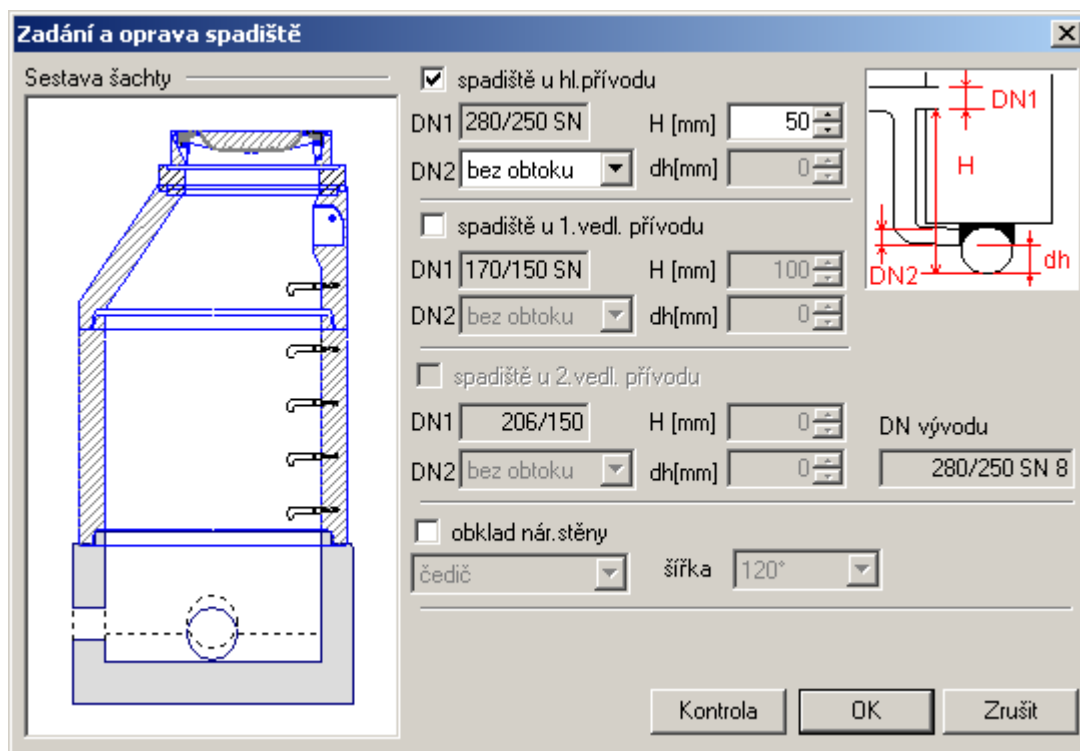 Zadání a oprava spadiště
Sestava šachty
spadiště u hl.přívodu
DN1 280/250 SN H [mm] 50
DN2 bez obtoku dh[mm] 0
spadiště u 1.vedl. přívodu
DN1 170/150 SN H [mm] 100
DN2 bez obtoku dh[mm] 0
spadiště u 2.vedl. přívodu
DN1 206/150 H [mm] 0
DN2 bez obtoku dh[mm] 0
DN1
H
DN2
dh
DN vývodu
280/250 SN 8
obklad nár.stěny
čedič šířka 120°
Kontrola OK Zrušit